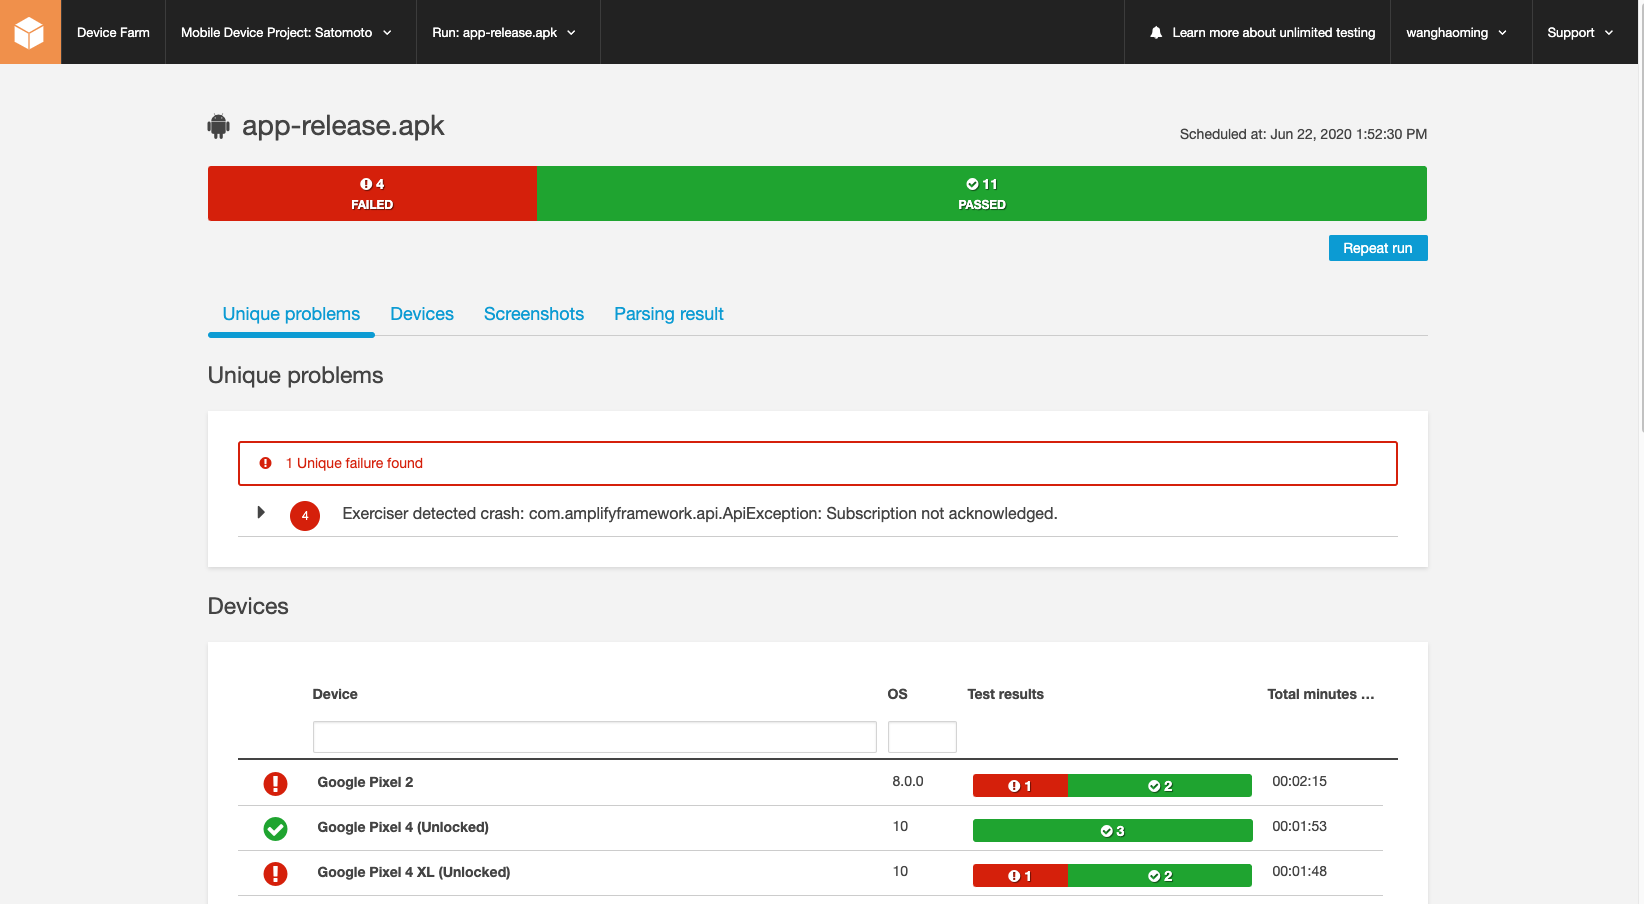 Device Farm
Mobile Device Project: Satomoto
Run: app-release.apk
Learn more about unlimited testing
wanghaoming
Support
app-release.apk
Scheduled at: Jun 22, 2020 1:52:30 PM
4
FAILED
11
PASSED
Repeat run
Unique problems Devices Screenshots Parsing result
Unique problems
1 Unique failure found
4 Exerciser detected crash: com.amplifyframework.api.ApiException: Subscription not acknowledged.
Devices
Device OS Test results Total minutes ...
Google Pixel 2 8.0.0 1 2 00:02:15
Google Pixel 4 (Unlocked) 10 3 00:01:53
Google Pixel 4 XL (Unlocked) 10 1 2 00:01:48